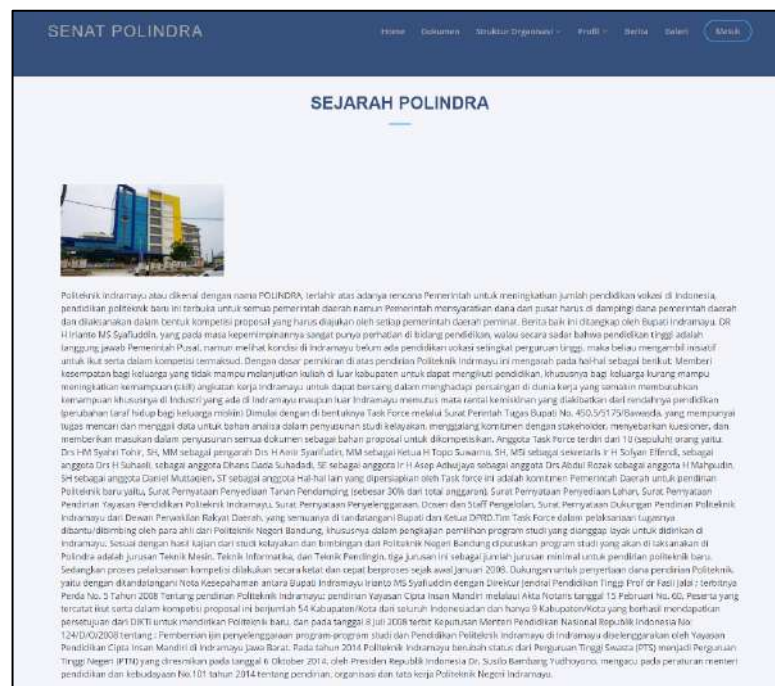 SENAT POLINDRA
Home Dokumen Struktur Organisasi Profil Berita Galeri Masuk
SEJARAH POLINDRA
Politeknik Indramayu atau dikenal dengan nama POLINDRA, terlahir atas adanya rencana Pemerintah untuk meningkatkan jumlah pendidikan vokasi di Indonesia,
pendidikan politeknik baru ini terbuka untuk semua pemerintah daerah namun Pemerintah mensyaratkan dana dari pusat harus di dampingi dana pemerintah daerah
dan dilaksanakan dalam bentuk kompetisi proposal yang harus diajukan oleh setiap pemerintah daerah peminat. Berita baik ini ditangkap oleh Bupati Indramayu, DR
H Irianto MS Syafiuddin, yang pada masa kepemimpinannya sangat punya perhatian di bidang pendidikan, walau secara sadar bahwa pendidikan tinggi adalah
tanggung jawab Pemerintah Pusat, namun melihat kondisi di Indramayu belum ada pendidikan vokasi setingkat perguruan tinggi, maka beliau mengambil inisiatif
untuk ikut serta dalam kompetisi termaksud. Dengan dasar pemikiran di atas pendirian Politeknik Indramayu ini mengarah pada hal-hal sebagai berikut: Memberi
kesempatan bagi keluarga yang tidak mampu melanjutkan kuliah di luar kabupaten untuk dapat mengikuti pendidikan, khususnya bagi keluarga kurang mampu
meningkatkan kemampuan (skill) angkatan kerja Indramayu untuk dapat bersaing dalam menghadapi persaingan di dunia kerja yang semakin membutuhkan
kemampuan khususnya di Industri yang ada di Indramayu maupun luar Indramayu memutus mata rantai kemiskinan yang diakibatkan dari rendahnya pendidikan
(perubahan taraf hidup bagi keluarga miskin) Dimulai dengan di bentuknya Task Force melalui Surat Perintah Tugas Bupati No. 450.5/5175/Bawasda, yang mempunyai
tugas mencari dan menggali data untuk bahan analisa dalam penyusunan studi kelayakan, menggalang komitmen dengan stakeholder, menyebarkan kuesioner, dan
memberikan masukan dalam penyusunan semua dokumen sebagai bahan proposal untuk dikompetisikan. Anggota Task Force terdiri dari 10 (sepuluh) orang yaitu:
Drs HM Syahri Tohir, SH, MM sebagai pengarah Drs H Amir Syarifudin, MM sebagai Ketua H Topo Suwarno, SH, MSi sebagai sekretaris Ir H Sofyan Effendi, sebagai
anggota Drs H Suhaeli, sebagai anggota Dhans Dada Suhadadi, SE sebagai anggota Ir H Asep Adiwijaya sebagai anggota Drs Abdul Rozak sebagai anggota H Mahpudin,
SH sebagai anggota Daniel Muttaqien, ST sebagai anggota Hal-hal lain yang dipersiapkan oleh Task force ini adalah komitmen Pemerintah Daerah untuk pendirian
Politeknik baru yaitu, Surat Pernyataan Penyediaan Tanan Pendamping (sebesar 30% dari total anggaran), Surat Pernyataan Penyediaan Lahan, Surat Pernyataan
Pendirian Yayasan Pendidikan Politeknik Indramayu, Surat Pernyataan Penyelenggaraan, Dosen dan Staff Pengelolan, Surat Pernyataan Dukungan Pendirian Politeknik
Indramayu dari Dewan Perwakilan Rakyat Daerah, yang semuanya di tandatangani Bupati dan Ketua DPRD.Tim Task Force dalam pelaksanaan tugasnya
dibantu/dibimbing oleh para ahli dari Politeknik Negeri Bandung, khususnya dalam pengkajian pemilihan program studi yang dianggap layak untuk didirikan di
Indramayu. Sesuai dengan hasil kajian dari studi kelayakan dan bimbingan dari Politeknik Negeri Bandung diputuskan program studi yang akan di laksanakan di
Polindra adalah jurusan Teknik Mesin, Teknik Informatika, dan Teknik Pendingin, tiga jurusan ini sebagai jumlah jurusan minimal untuk pendirian politeknik baru.
Sedangkan proses pelaksanaan kompetisi dilakukan secara ketat dan cepat berproses sejak awal Januari 2008. Dukungan untuk penyertaan dana pendirian Politeknik,
yaitu dengan ditandatangani Nota Kesepahaman antara Bupati Indramayu Irianto MS Syafiuddin dengan Direktur Jendral Pendidikan Tinggi Prof dr Fasli Jalal ; terbitnya
Perda No. 5 Tahun 2008 Tentang pendirian Politeknik Indramayu; pendirian Yayasan Cipta Insan Mandiri melalaui Akta Notaris tanggal 15 Pebruari No. 60, Peserta yang
tercatat ikut serta dalam kompetisi proposal ini berjumlah 54 Kabupaten/Kota dari seluruh Indonesiadan dan hanya 9 Kabupaten/Kota yang berhasil mendapatkan
persetujuan dari DIKTI untuk mendirikan Politeknik baru, dan pada tanggal 8 Juli 2008 terbit Keputusan Menteri Pendidikan Nasional Republik Indonesia No:
124/D/O/2008 tentang : Pemberian ijin penyelenggaraan program-program studi dan Pendidikan Politeknik Indramayu di Indramayu diselenggarakan oleh Yayasan
Pendidikan Cipta Insan Mandiri di Indramayu Jawa Barat. Pada tahun 2014 Politeknik Indramayu berubah status dari Perguruan Tinggi Swasta (PTS) menjadi Perguruan
Tinggi Negeri (PTN) yang diresmikan pada tanggal 6 Oktober 2014, oleh Presiden Republik Indonesia Dr. Susilo Bambang Yudhoyono, mengacu pada peraturan menteri
pendidikan dan kebudayaan No.101 tahun 2014 tentang pendirian, organisasi dan tata kerja Politeknik Negeri Indramayu.